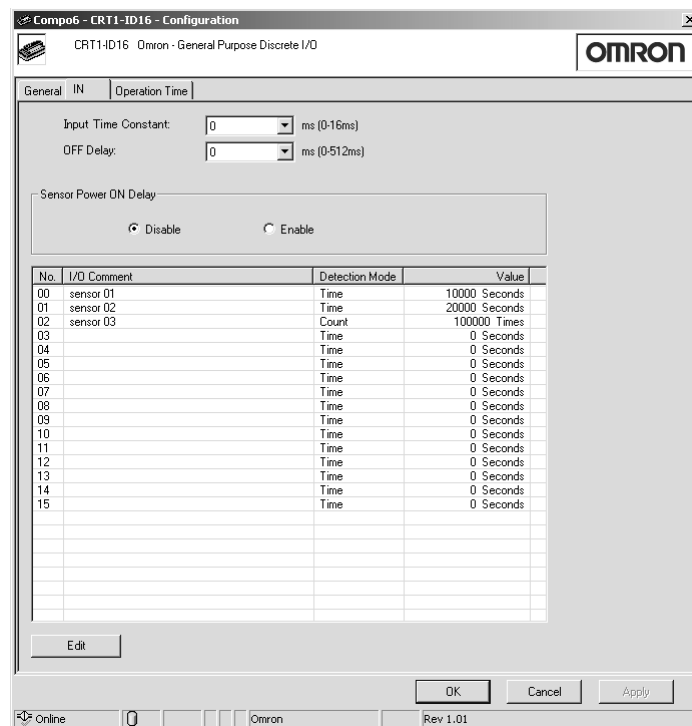 Compo6 - CRT1-ID16 - Configuration
CRT1-ID16 Omron - General Purpose Discrete I/O
OMRON
General IN Operation Time
Input Time Constant: 0 ms (0-16ms)
OFF Delay: 0 ms (0-512ms)
Sensor Power ON Delay
Disable Enable
No. I/O Comment Detection Mode Value
00 sensor 01 Time 10000 Seconds
01 sensor 02 Time 20000 Seconds
02 sensor 03 Count 100000 Times
03 Time 0 Seconds
04 Time 0 Seconds
05 Time 0 Seconds
06 Time 0 Seconds
07 Time 0 Seconds
08 Time 0 Seconds
09 Time 0 Seconds
10 Time 0 Seconds
11 Time 0 Seconds
12 Time 0 Seconds
13 Time 0 Seconds
14 Time 0 Seconds
15 Time 0 Seconds
Edit
OK Cancel Apply
Online Omron Rev 1.01